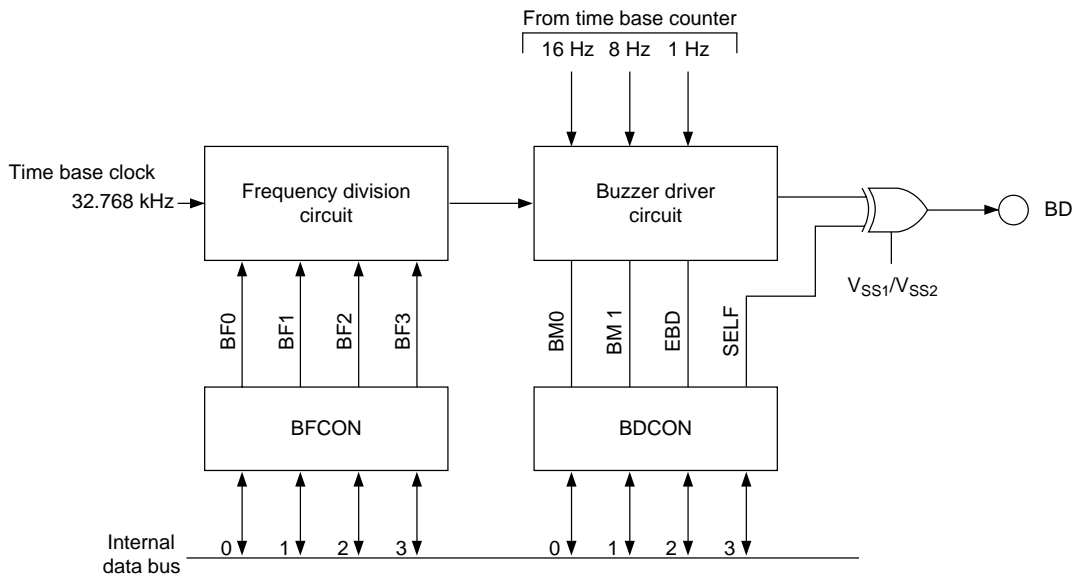 From time base counter
16 Hz 8 Hz 1 Hz
Time base clock
32.768 kHz
Frequency division
circuit
Buzzer driver
circuit
BD
VSS1/VSS2
BF0
BF1
BF2
BF3
BM0
BM 1
EBD
SELF
BFCON
BDCON
Internal
data bus
0 1 2 3 0 1 2 3